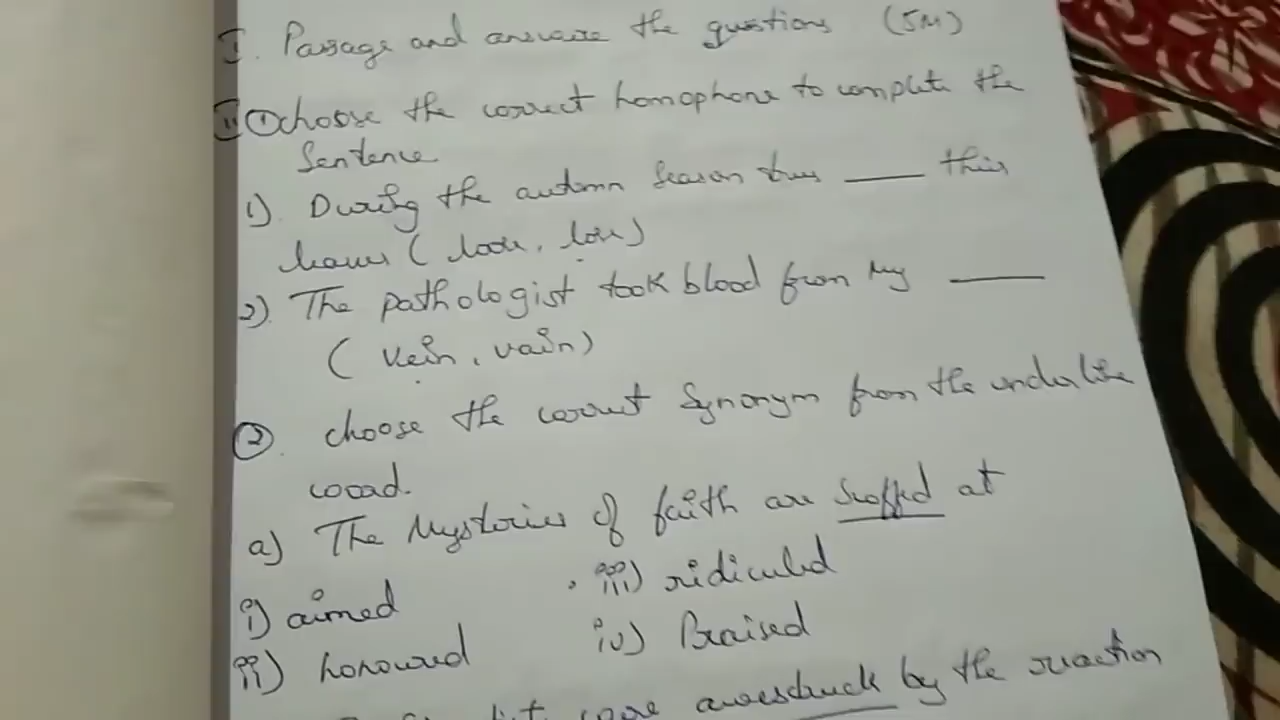 I. Passage and answer the questions (5M)
II ① choose the correct homophone to complete the
Sentence
1). During the autumn season trees ____ their
leaves (loose, lose)
2). The pathologist took blood from my ____
(vein, vain)
② choose the correct Synonym from the underline
word.
a) The Mysteries of faith are Scoffed at
i) aimed iii) ridiculed
ii) honoured iv) Praised
were awestruck by the reaction